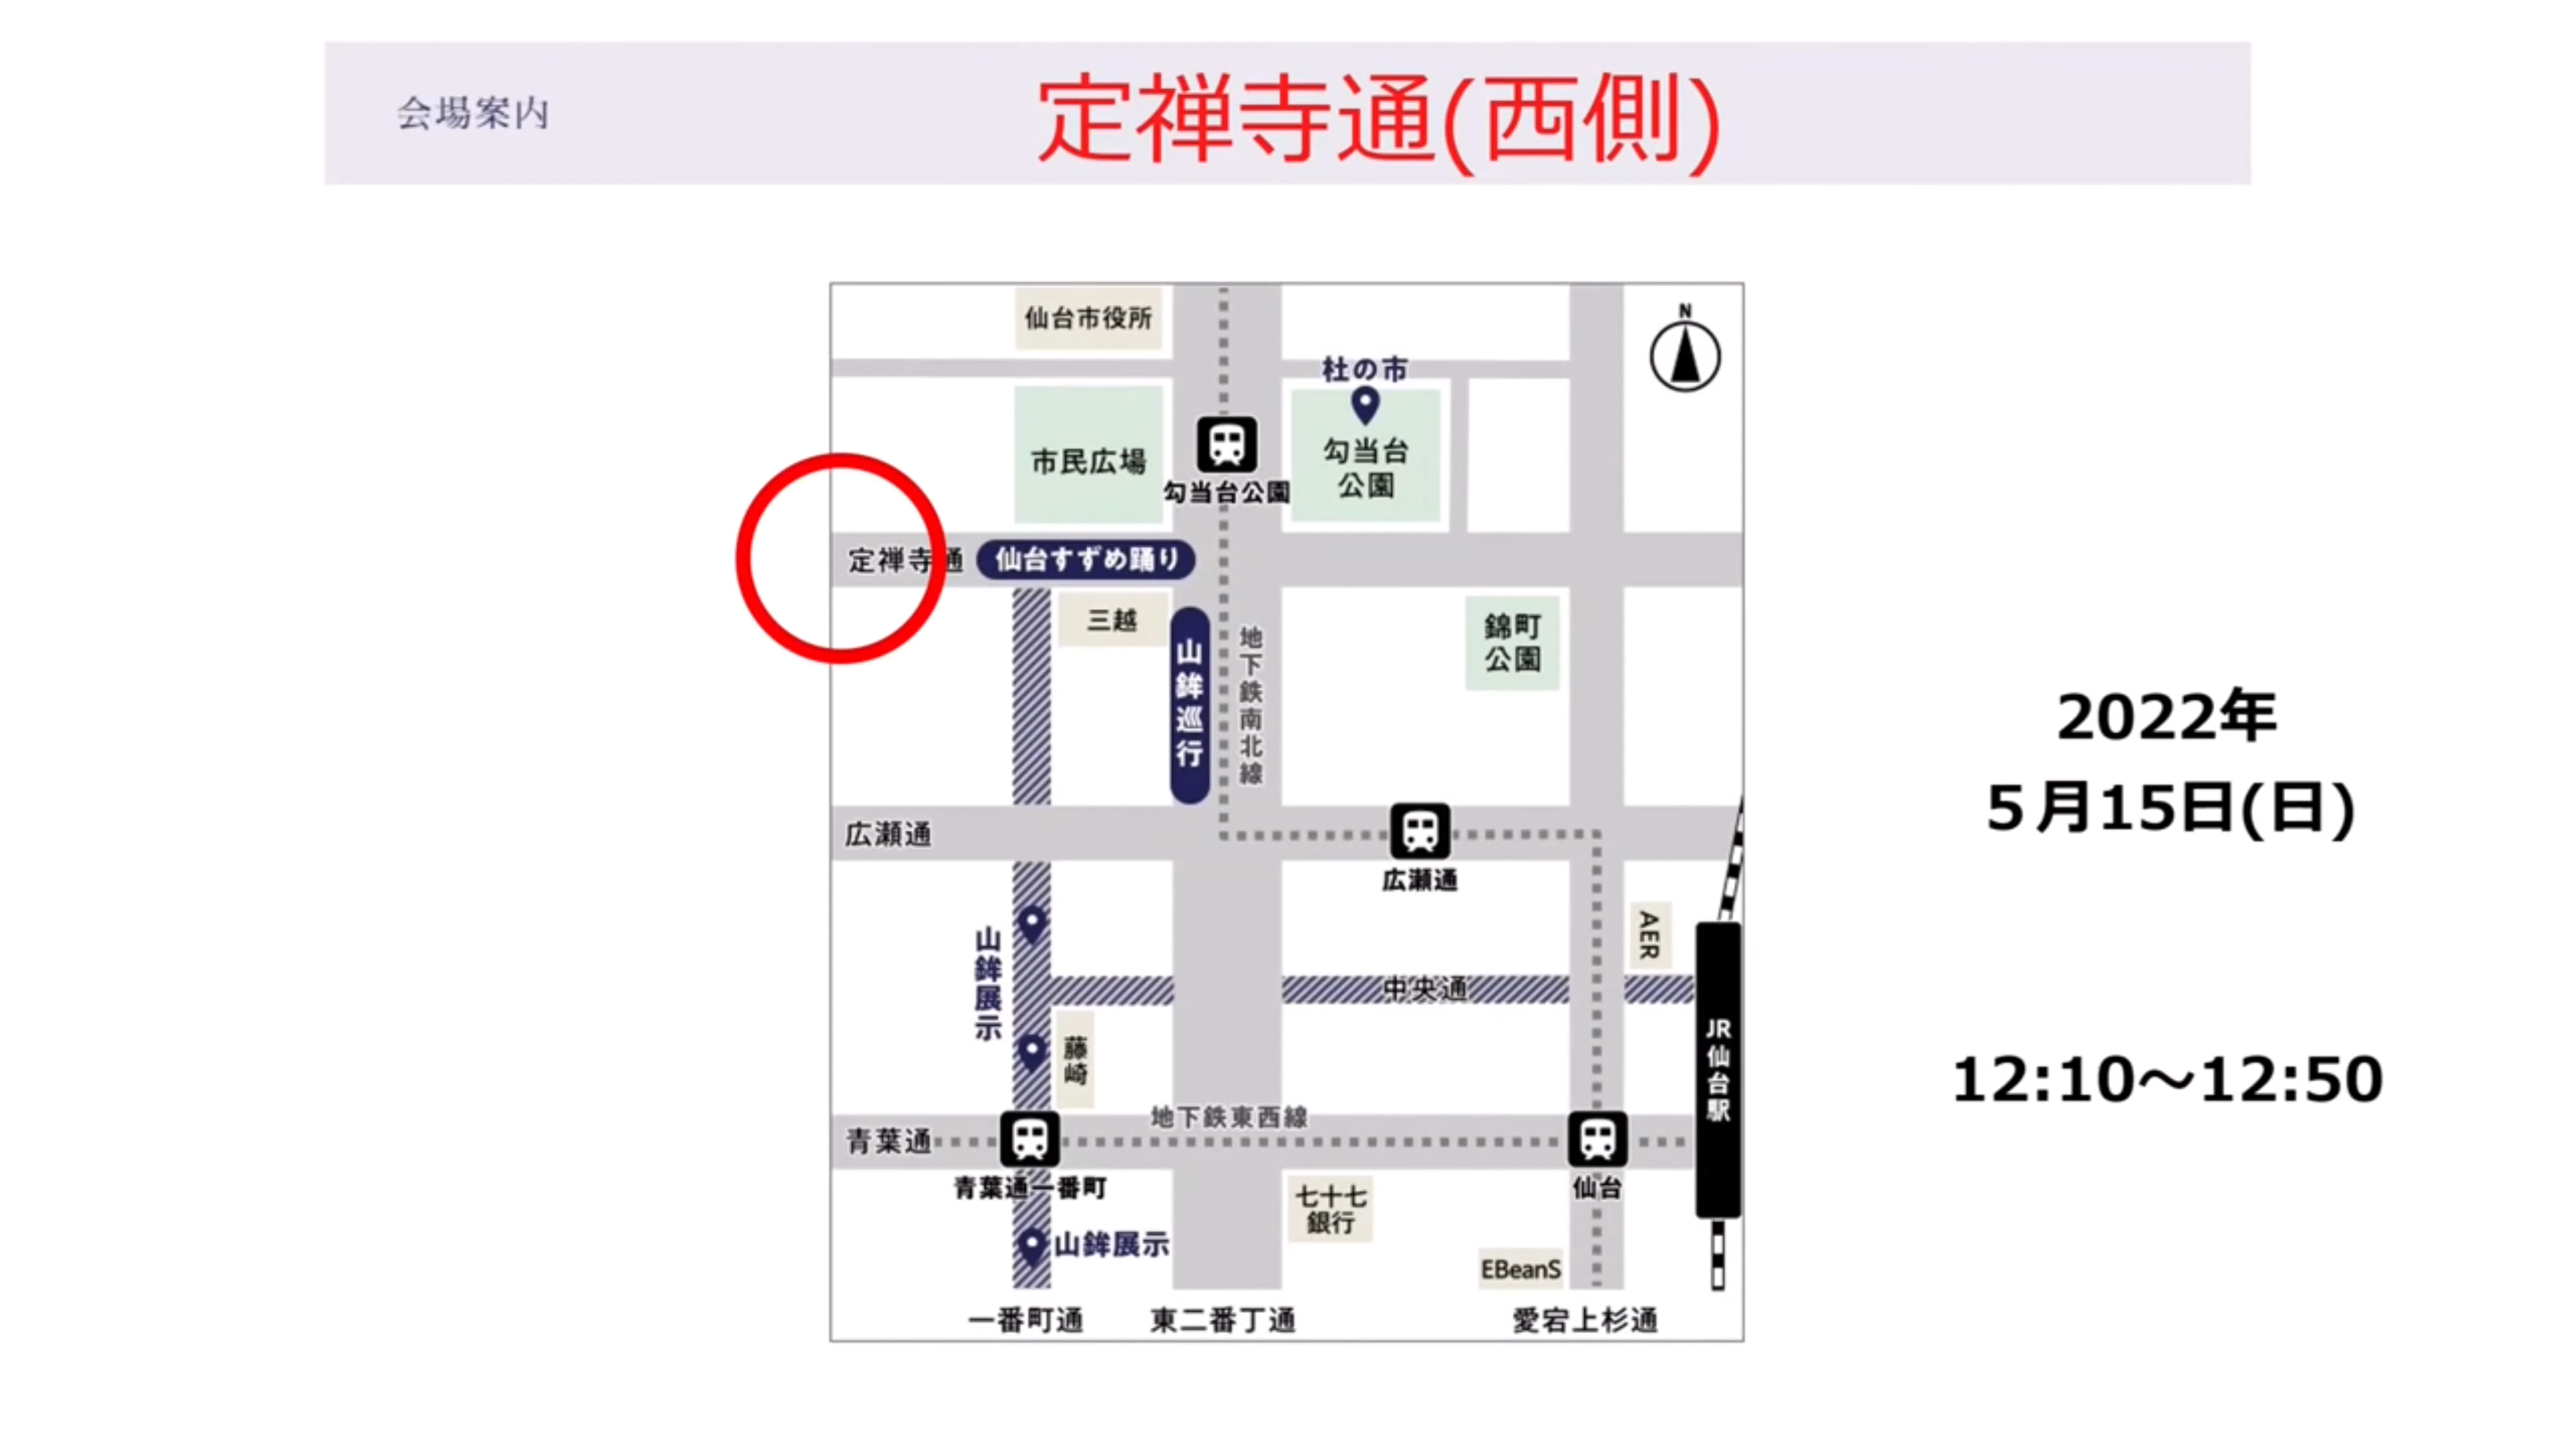 会場案内
定禅寺通(西側)
仙台市役所
N
杜の市
市民広場
勾当台公園
勾当台
公園
定禅寺通
仙台すずめ踊り
三越
山鉾巡行
地下鉄南北線
錦町
公園
2022年
5月15日(日)
広瀬通
広瀬通
AER
山鉾展示
中央通
JR仙台駅
藤崎
12:10～12:50
地下鉄東西線
青葉通
青葉通一番町
仙台
七十七
銀行
山鉾展示
EBeanS
一番町通
東二番丁通
愛宕上杉通